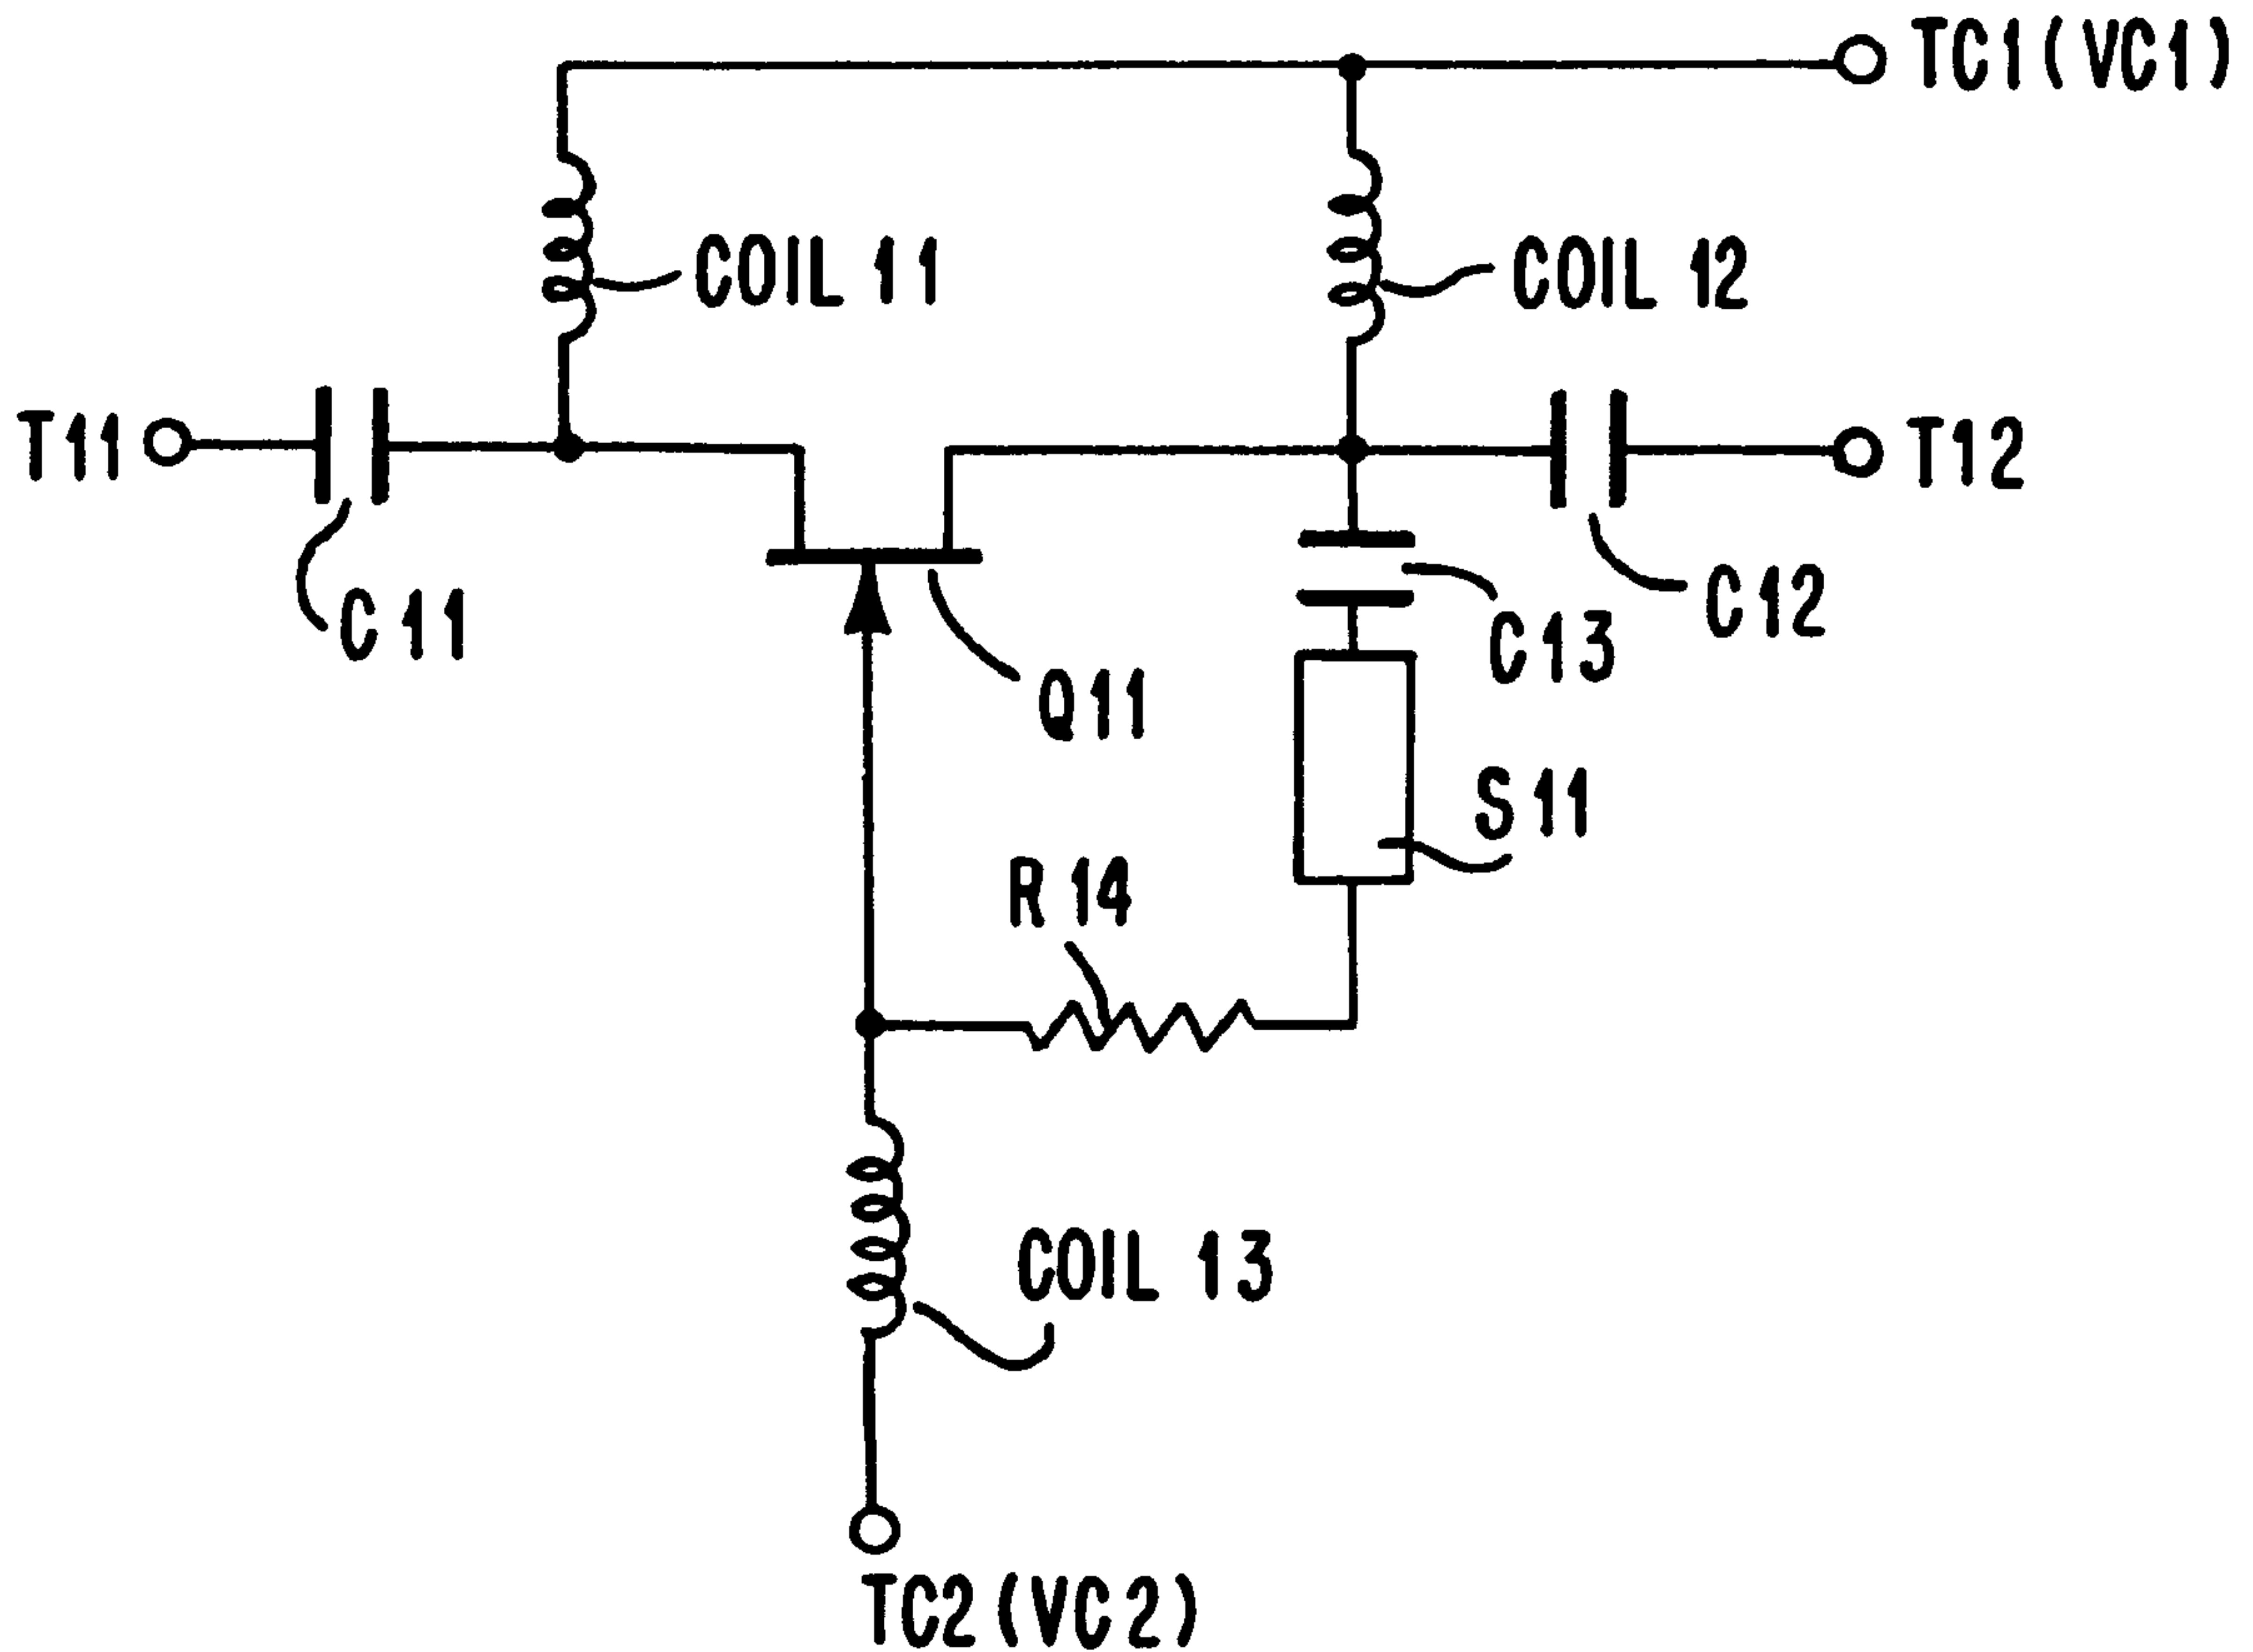 TC1(VC1)
COIL 11
COIL 12
T11
T12
C11
C12
C13
Q11
S11
R14
COIL 13
TC2(VC2)